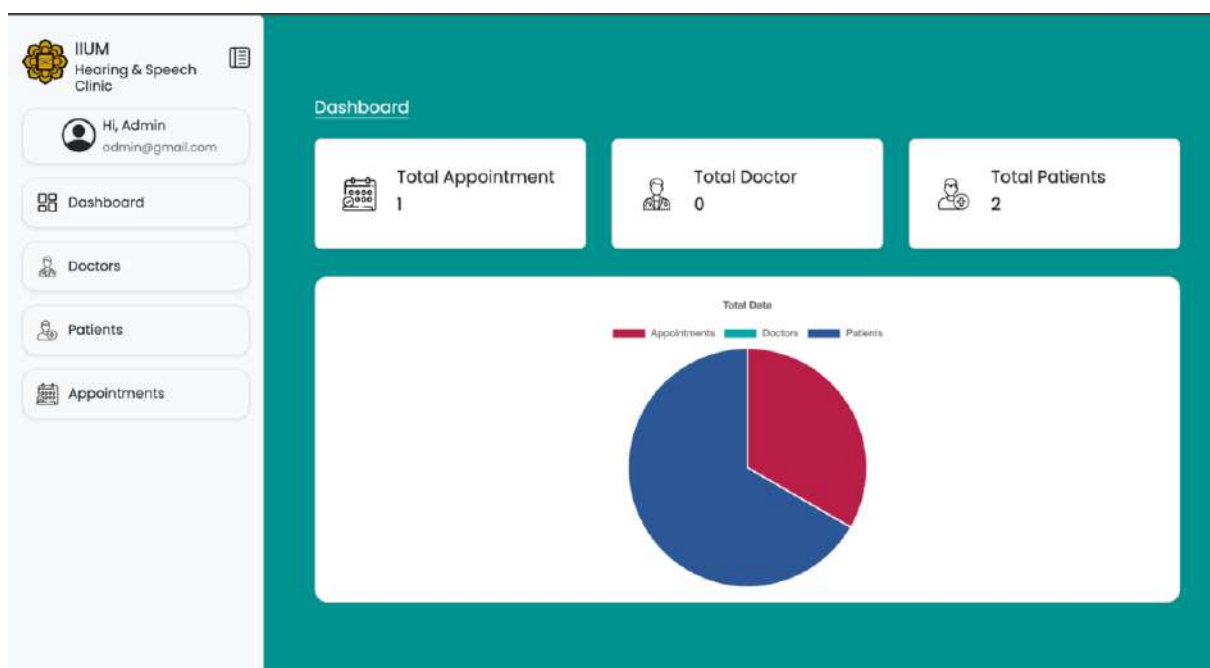 IIUM
Hearing & Speech
Clinic
Hi, Admin
admin@gmail.com
Dashboard
Doctors
Patients
Appointments
Dashboard
Total Appointment
1
Total Doctor
0
Total Patients
2
Total Data
Appointments Doctors Patients